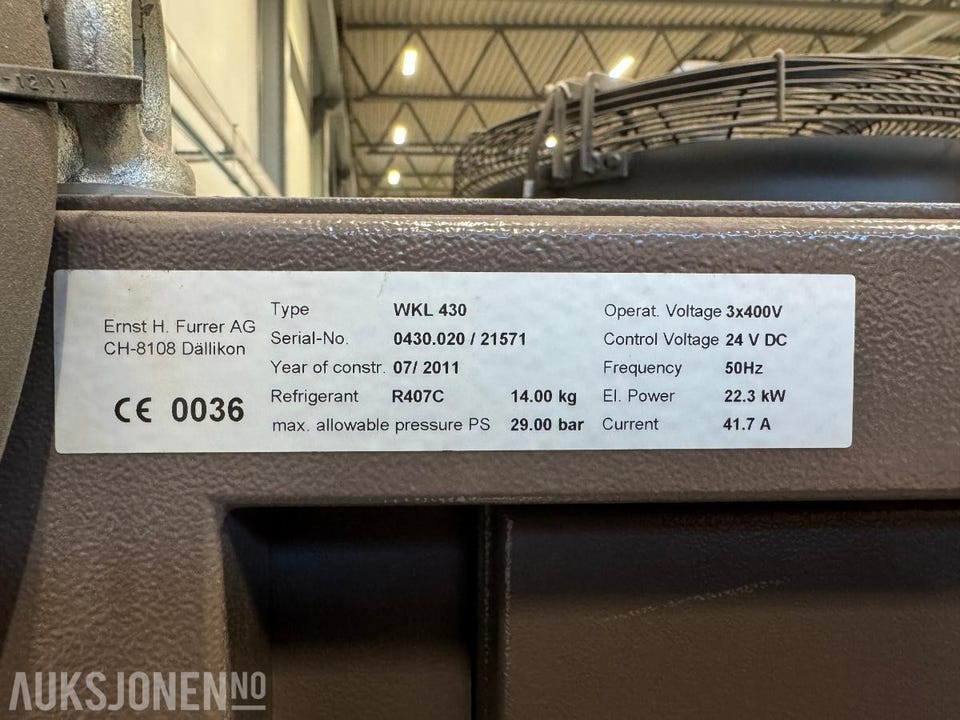 -12 11
Ernst H. Furrer AG
CH-8108 Dällikon
CE 0036
Type WKL 430
Serial-No. 0430.020 / 21571
Year of constr. 07/ 2011
Refrigerant R407C 14.00 kg
max. allowable pressure PS 29.00 bar
Operat. Voltage 3x400V
Control Voltage 24 V DC
Frequency 50Hz
El. Power 22.3 kW
Current 41.7 A
AUKSJONEN.NO